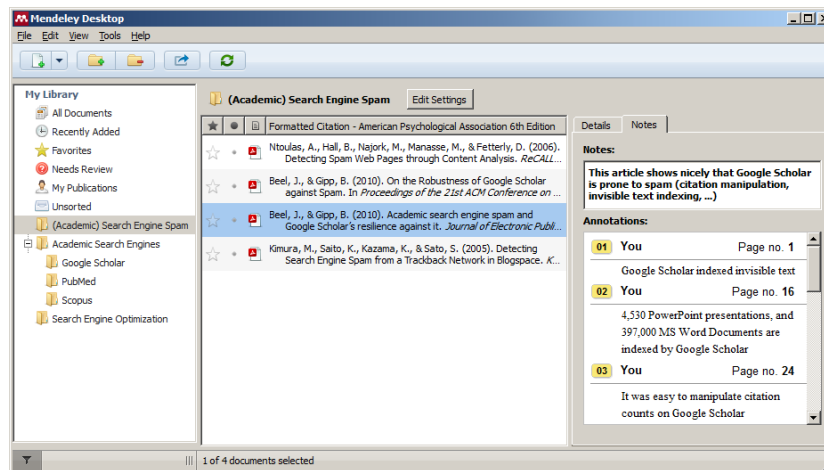 Mendeley Desktop
File Edit View Tools Help
My Library
All Documents
Recently Added
Favorites
Needs Review
My Publications
Unsorted
(Academic) Search Engine Spam
Academic Search Engines
Google Scholar
PubMed
Scopus
Search Engine Optimization
(Academic) Search Engine Spam Edit Settings
Formatted Citation - American Psychological Association 6th Edition
Ntoulas, A., Hall, B., Najork, M., Manasse, M., & Fetterly, D. (2006).
Detecting Spam Web Pages through Content Analysis. ReCALL...
Beel, J., & Gipp, B. (2010). On the Robustness of Google Scholar
against Spam. In Proceedings of the 21st ACM Conference on ...
Beel, J., & Gipp, B. (2010). Academic search engine spam and
Google Scholar's resilience against it. Journal of Electronic Publi...
Kimura, M., Saito, K., Kazama, K., & Sato, S. (2005). Detecting
Search Engine Spam from a Trackback Network in Blogspace. K...
Details Notes
Notes:
This article shows nicely that Google Scholar
is prone to spam (citation manipulation,
invisible text indexing, ...)
Annotations:
01 You Page no. 1
Google Scholar indexed invisible text
02 You Page no. 16
4,530 PowerPoint presentations, and
397,000 MS Word Documents are
indexed by Google Scholar
03 You Page no. 24
It was easy to manipulate citation
counts on Google Scholar
1 of 4 documents selected